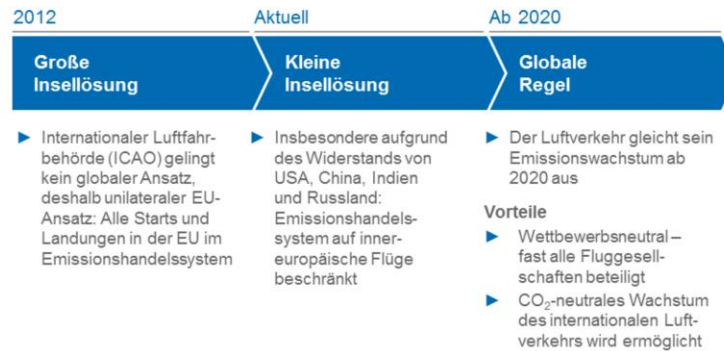 2012
Aktuell
Ab 2020
Große
Insellösung
Kleine
Insellösung
Globale
Regel
► Internationaler Luftfahr-
behörde (ICAO) gelingt
kein globaler Ansatz,
deshalb unilateraler EU-
Ansatz: Alle Starts und
Landungen in der EU im
Emissionshandelssystem
► Insbesondere aufgrund
des Widerstands von
USA, China, Indien
und Russland:
Emissionshandels-
system auf inner-
europäische Flüge
beschränkt
► Der Luftverkehr gleicht sein
Emissionswachstum ab
2020 aus
Vorteile
► Wettbewerbsneutral –
fast alle Fluggesell-
schaften beteiligt
► CO₂-neutrales Wachstum
des internationalen Luft-
verkehrs wird ermöglicht